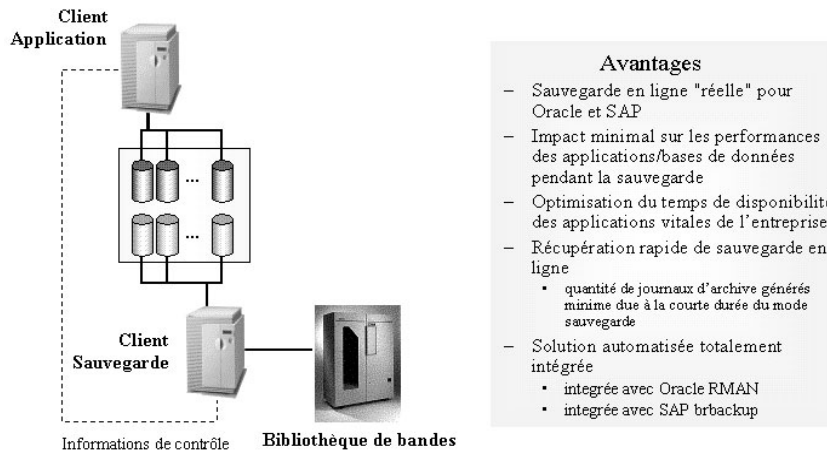 Client
Application
Client
Sauvegarde
Informations de contrôle
Bibliothèque de bandes
Avantages
– Sauvegarde en ligne "réelle" pour
Oracle et SAP
– Impact minimal sur les performances
des applications/bases de données
pendant la sauvegarde
– Optimisation du temps de disponibilité
des applications vitales de l'entreprise
– Récupération rapide de sauvegarde en
ligne
• quantité de journaux d'archive générés
minime due à la courte durée du mode
sauvegarde
– Solution automatisée totalement
intégrée
• integrée avec Oracle RMAN
• integrée avec SAP brbackup